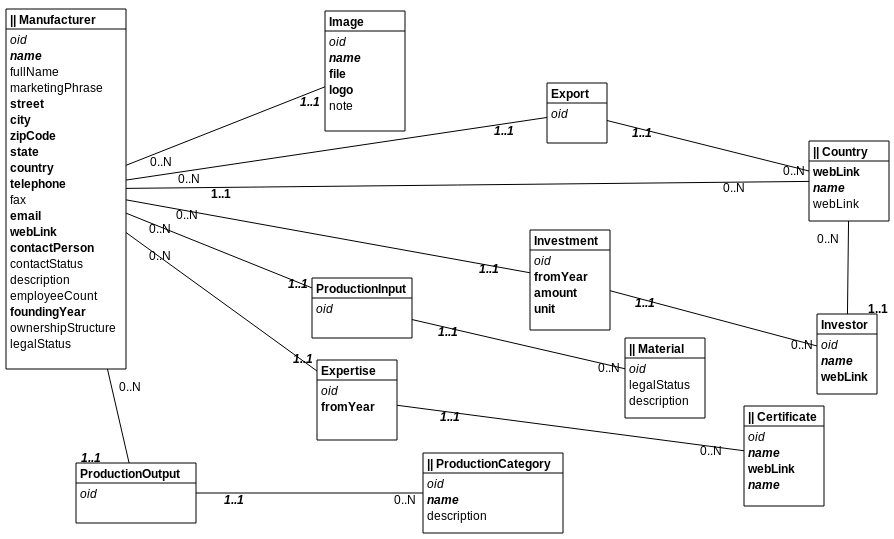 || Manufacturer
oid
name
fullName
marketingPhrase
street
city
zipCode
state
country
telephone
fax
email
webLink
contactPerson
contactStatus
description
employeeCount
foundingYear
ownershipStructure
legalStatus
Image
oid
name
file
logo
note
1..1
0..N
Export
oid
1..1
0..N
1..1
0..N
|| Country
webLink
name
webLink
1..1
0..N
0..N
1..1
Investment
oid
fromYear
amount
unit
0..N
1..1
1..1
0..N
Investor
oid
name
webLink
0..N
1..1
ProductionInput
oid
1..1
0..N
|| Material
oid
legalStatus
description
0..N
1..1
Expertise
oid
fromYear
1..1
0..N
|| Certificate
oid
name
webLink
name
0..N
1..1
ProductionOutput
oid
1..1
0..N
|| ProductionCategory
oid
name
description